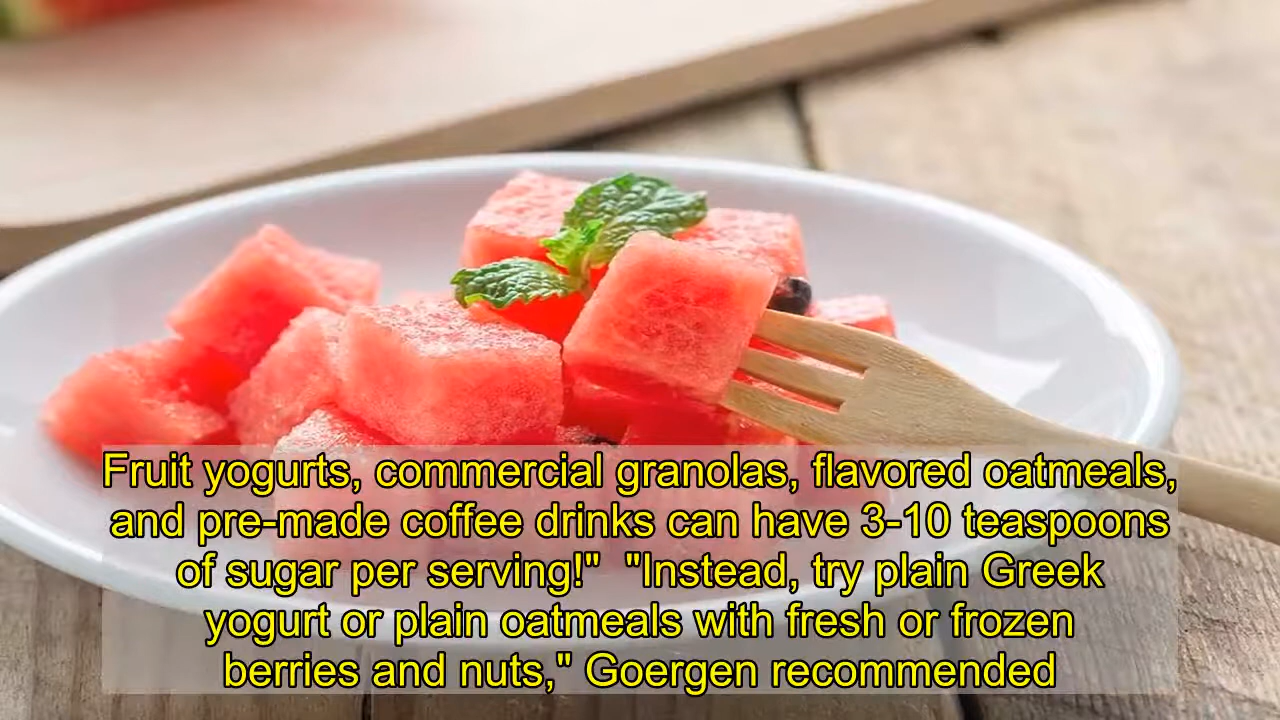 Fruit yogurts, commercial granolas, flavored oatmeals,
and pre-made coffee drinks can have 3-10 teaspoons
of sugar per serving!"  "Instead, try plain Greek
yogurt or plain oatmeals with fresh or frozen
berries and nuts," Goergen recommended